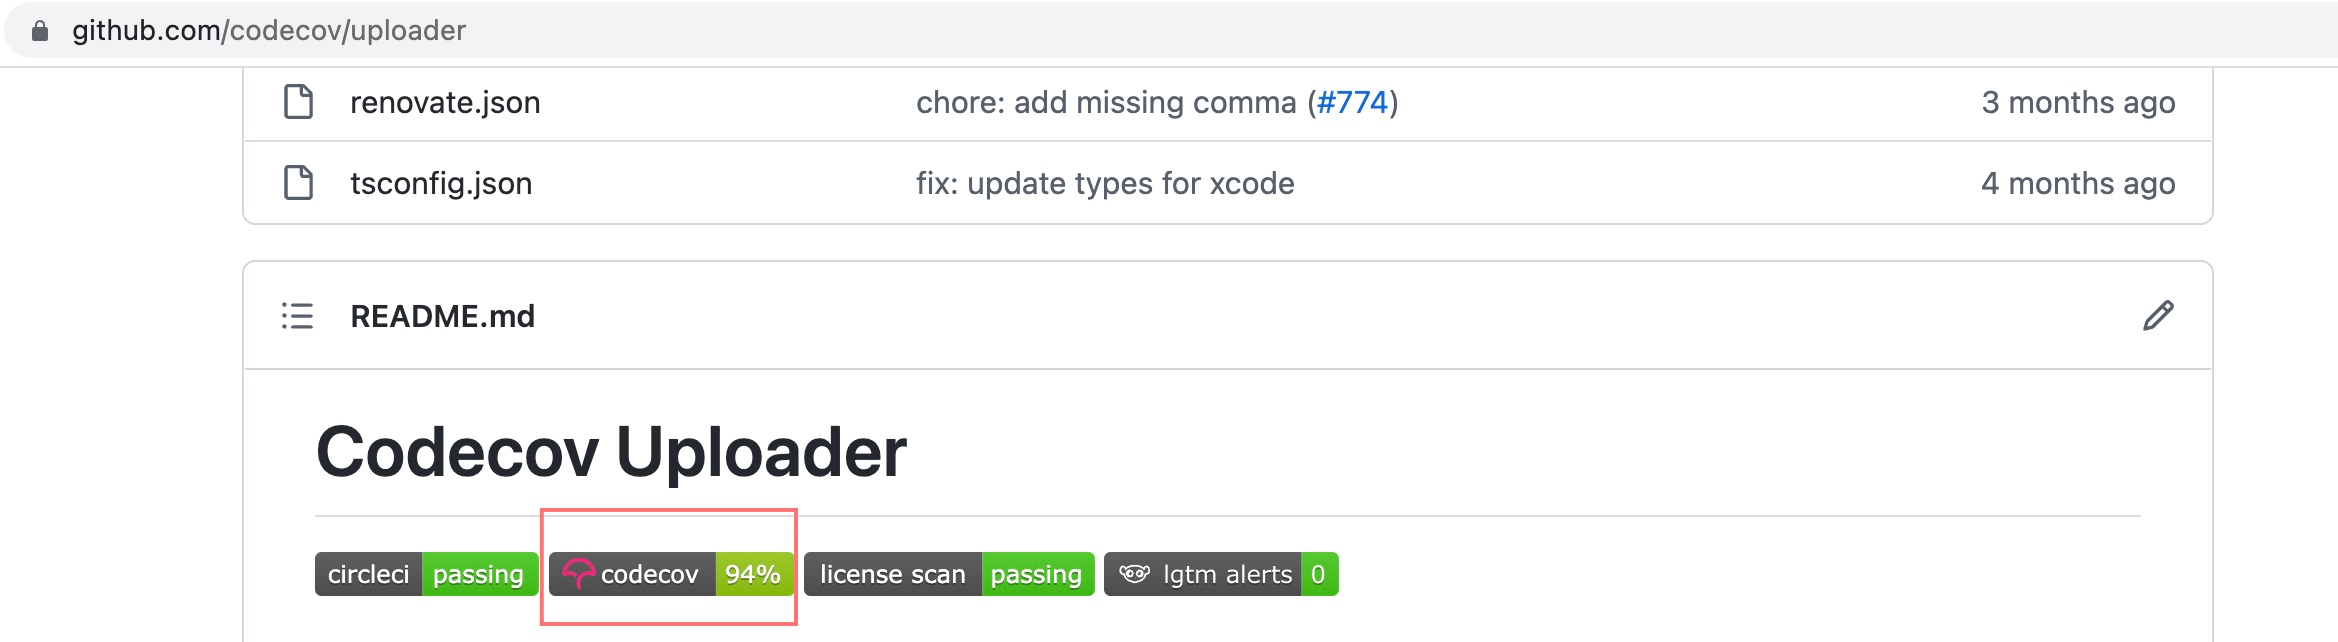 github.com/codecov/uploader
renovate.json chore: add missing comma (#774) 3 months ago
tsconfig.json fix: update types for xcode 4 months ago
README.md
Codecov Uploader
circleci passing codecov 94% license scan passing lgtm alerts 0